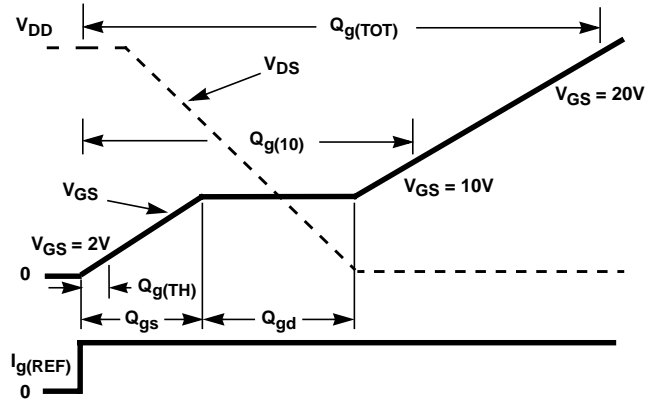 V_DD
Q_g(TOT)
V_DS
V_GS = 20V
Q_g(10)
V_GS
V_GS = 10V
V_GS = 2V
0
Q_g(TH)
Q_gs
Q_gd
I_g(REF)
0